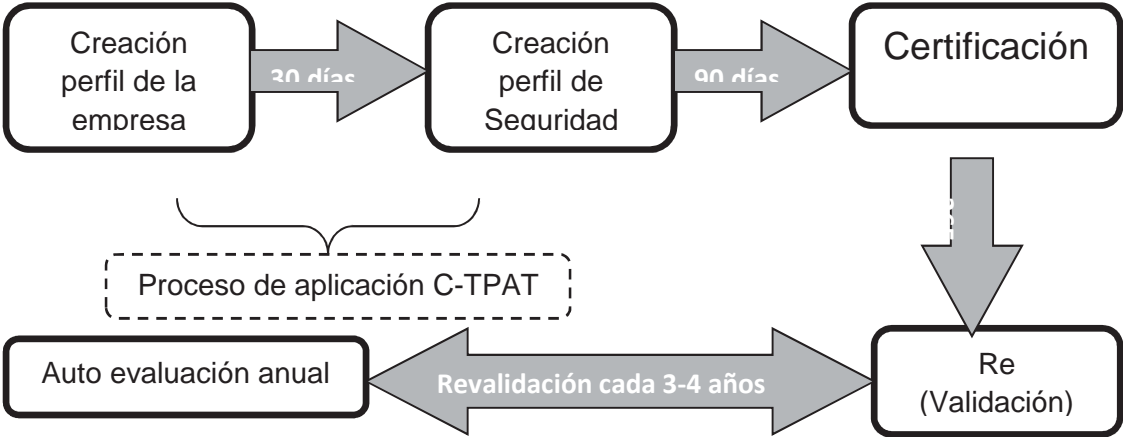 Creación
perfil de la
empresa
30 días
Creación
perfil de
Seguridad
90 días
Certificación
Proceso de aplicación C-TPAT
Auto evaluación anual
Revalidación cada 3-4 años
Re
(Validación)